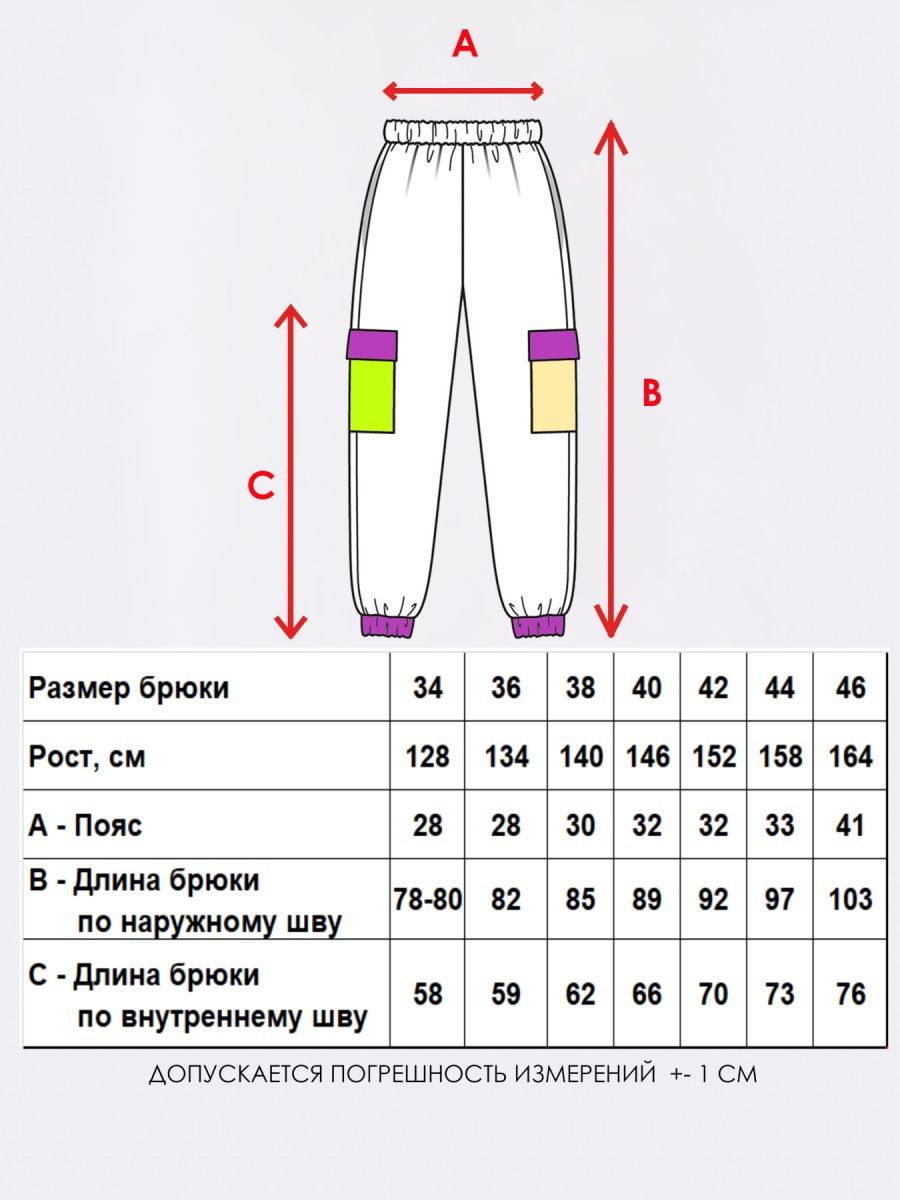 A
B
C
Размер брюки 34 36 38 40 42 44 46
Рост, см 128 134 140 146 152 158 164
А - Пояс 28 28 30 32 32 33 41
В - Длина брюки
по наружному шву 78-80 82 85 89 92 97 103
С - Длина брюки
по внутреннему шву 58 59 62 66 70 73 76
ДОПУСКАЕТСЯ ПОГРЕШНОСТЬ ИЗМЕРЕНИЙ +- 1 СМ